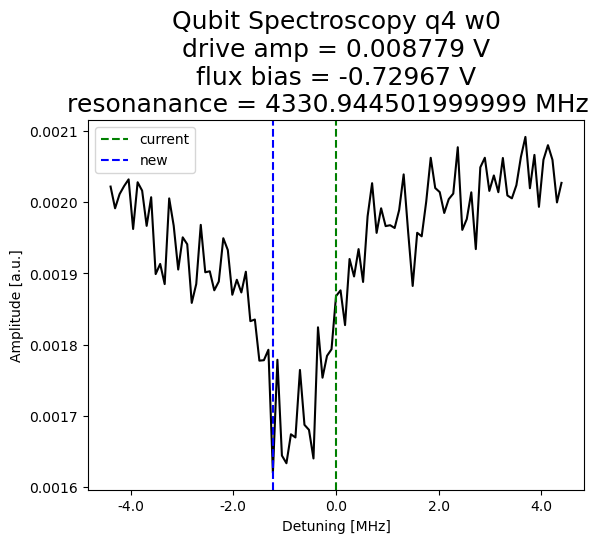 Qubit Spectroscopy q4 w0
drive amp = 0.008779 V
flux bias = -0.72967 V
resonanance = 4330.944501999999 MHz
current
new
0.0021
0.0020
0.0019
0.0018
0.0017
0.0016
Amplitude [a.u.]
-4.0 -2.0 0.0 2.0 4.0
Detuning [MHz]